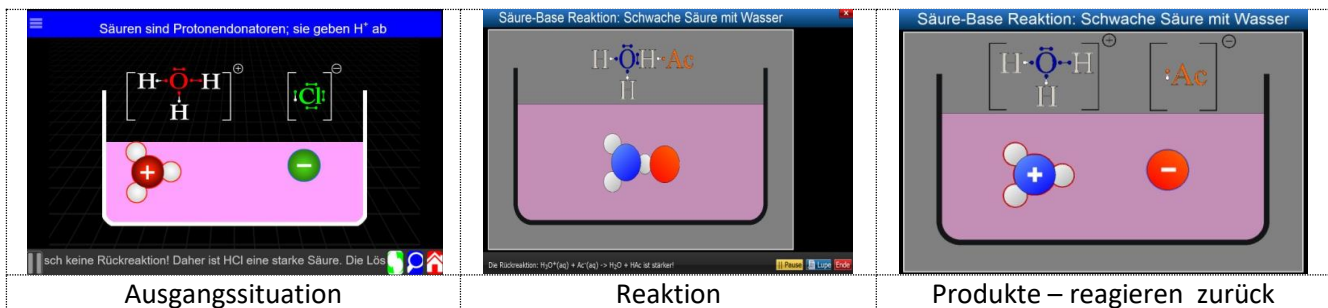 Säuren sind Protonendonatoren; sie geben H⁺ ab
[H-O-H]⊕ [Cl]⊖
H
+ −
sch keine Rückreaktion! Daher ist HCl eine starke Säure. Die Lös
Ausgangssituation
Säure-Base Reaktion: Schwache Säure mit Wasser
H O H-Ac
H
Die Rückreaktion: H₃O⁺(aq) + Ac⁻(aq) -> H₂O + HAc ist stärker!
Pause Lupe Ende
Reaktion
Säure-Base Reaktion: Schwache Säure mit Wasser
[H-O-H]⊕ [Ac]⊖
H
+ −
Produkte – reagieren zurück